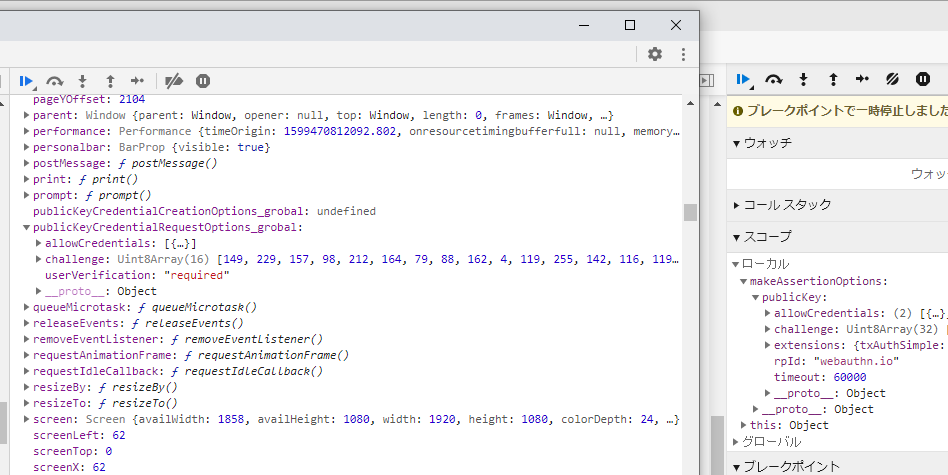 pageYOffset: 2104
parent: Window {parent: Window, opener: null, top: Window, length: 0, frames: Window, …}
performance: Performance {timeOrigin: 1599470812092.802, onresourcetimingbufferfull: null, memory…
personalbar: BarProp {visible: true}
postMessage: ƒ postMessage()
print: ƒ print()
prompt: ƒ prompt()
publicKeyCredentialCreationOptions_grobal: undefined
publicKeyCredentialRequestOptions_grobal:
allowCredentials: [{…}]
challenge: Uint8Array(16) [149, 229, 157, 98, 212, 164, 79, 88, 162, 4, 119, 255, 142, 116, 119…
userVerification: "required"
__proto__: Object
queueMicrotask: ƒ queueMicrotask()
releaseEvents: ƒ releaseEvents()
removeEventListener: ƒ removeEventListener()
requestAnimationFrame: ƒ requestAnimationFrame()
requestIdleCallback: ƒ requestIdleCallback()
resizeBy: ƒ resizeBy()
resizeTo: ƒ resizeTo()
screen: Screen {availWidth: 1858, availHeight: 1080, width: 1920, height: 1080, colorDepth: 24, …}
screenLeft: 62
screenTop: 0
screenX: 62
ブレークポイントで一時停止しました
ウォッチ
ウォッ
コール スタック
スコープ
ローカル
makeAssertionOptions:
publicKey:
allowCredentials: (2) [{…},
challenge: Uint8Array(32) [
extensions: {txAuthSimple:
rpId: "webauthn.io"
timeout: 60000
__proto__: Object
__proto__: Object
this: Object
グローバル
ブレークポイント